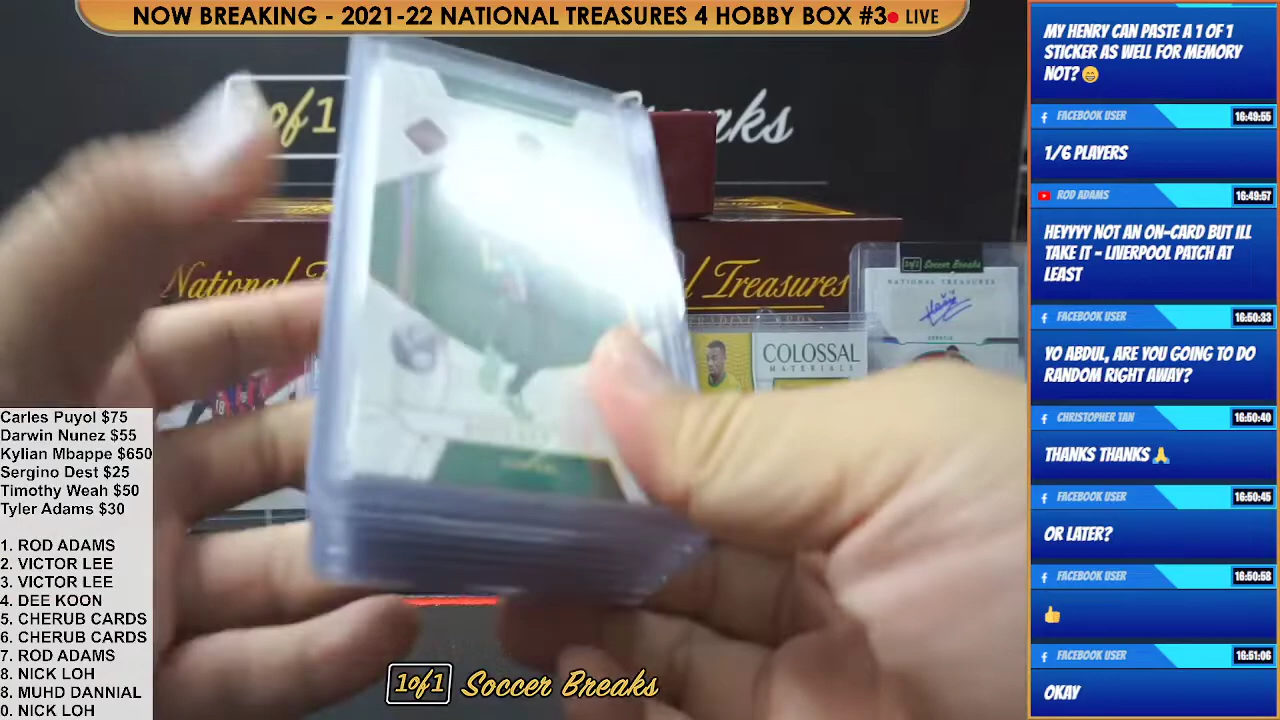 NOW BREAKING - 2021-22 NATIONAL TREASURES 4 HOBBY BOX #3 LIVE
1of1
aks
National
l Treasures
1of1 Soccer Breaks
NATIONAL TREASURES
COLOSSAL
MATERIALS
Carles Puyol $75
Darwin Nunez $55
Kylian Mbappe $650
Sergino Dest $25
Timothy Weah $50
Tyler Adams $30
1. ROD ADAMS
2. VICTOR LEE
3. VICTOR LEE
4. DEE KOON
5. CHERUB CARDS
6. CHERUB CARDS
7. ROD ADAMS
8. NICK LOH
8. MUHD DANNIAL
0. NICK LOH
1of1 Soccer Breaks
MY HENRY CAN PASTE A 1 OF 1
STICKER AS WELL FOR MEMORY
NOT? 😁
FACEBOOK USER 16:49:55
1/6 PLAYERS
ROD ADAMS 16:49:57
HEYYYY NOT AN ON-CARD BUT ILL
TAKE IT - LIVERPOOL PATCH AT
LEAST
FACEBOOK USER 16:50:33
YO ABDUL, ARE YOU GOING TO DO
RANDOM RIGHT AWAY?
CHRISTOPHER TAN 16:50:40
THANKS THANKS 🙏
FACEBOOK USER 16:50:45
OR LATER?
FACEBOOK USER 16:50:58
👍
FACEBOOK USER 16:51:06
OKAY